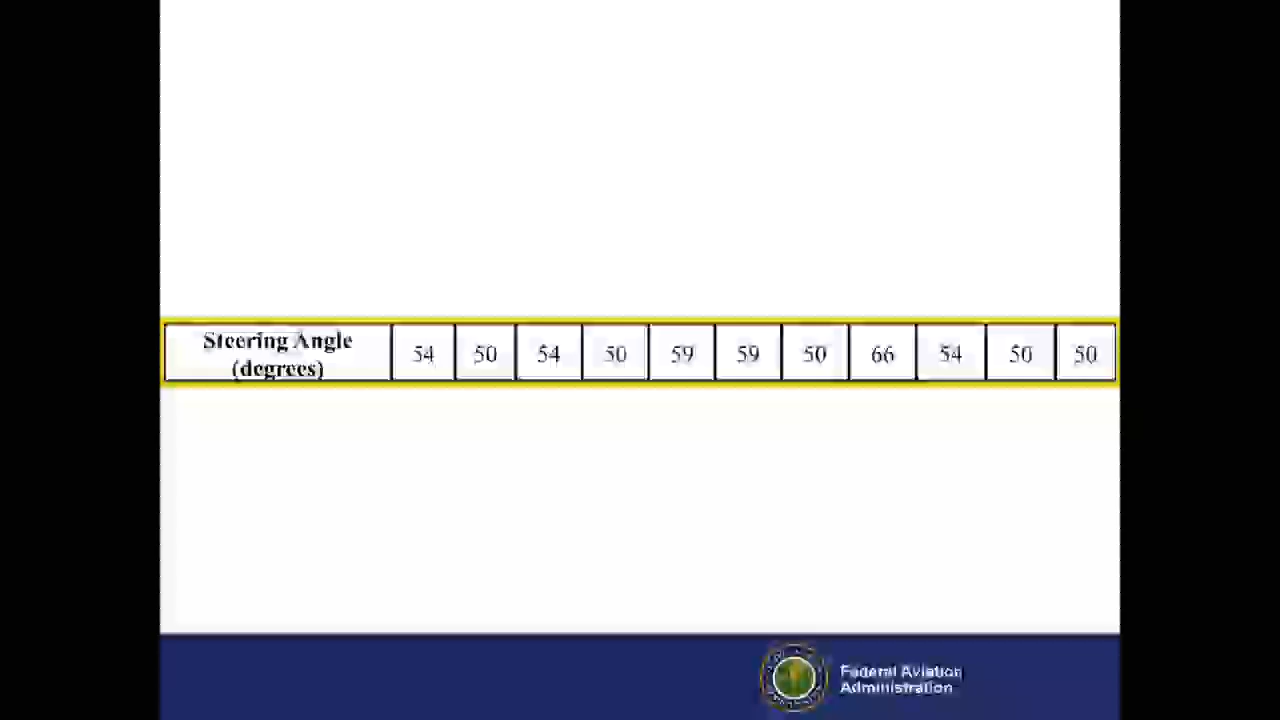 Steering Angle
(degrees) 54 50 54 50 59 59 50 66 54 50 50
Federal Aviation
Administration